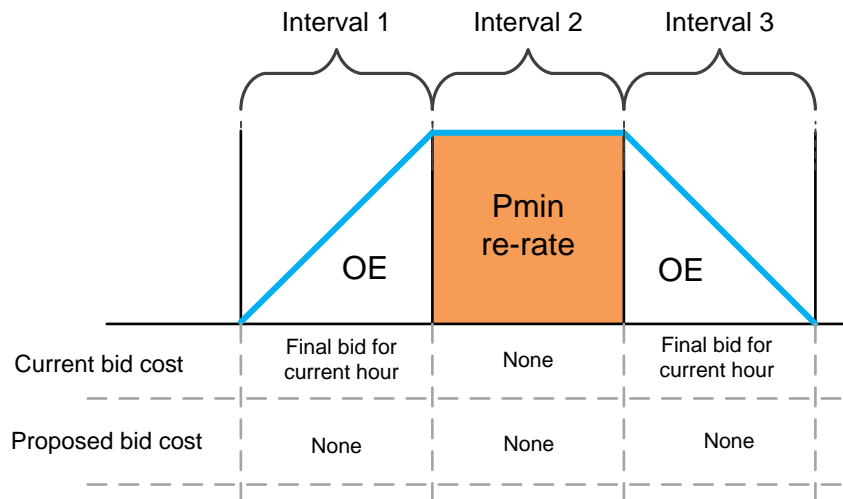 Interval 1 Interval 2 Interval 3
Pmin
re-rate
OE OE
Current bid cost
Final bid for
current hour
None
Final bid for
current hour
Proposed bid cost None None None